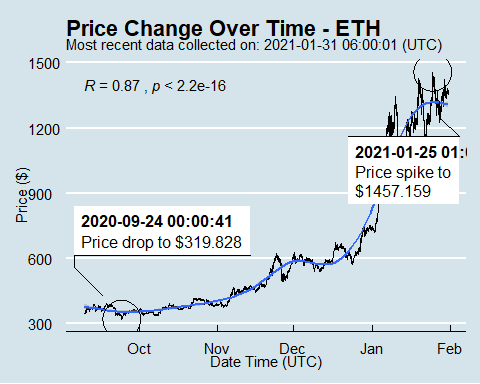 Price Change Over Time - ETH
Most recent data collected on: 2021-01-31 06:00:01 (UTC)
1500
R = 0.87 , p < 2.2e-16
1200
2021-01-25 01:
Price spike to
$1457.159
900
2020-09-24 00:00:41
Price drop to $319.828
600
300
Price ($)
Oct
Nov
Dec
Jan
Feb
Date Time (UTC)